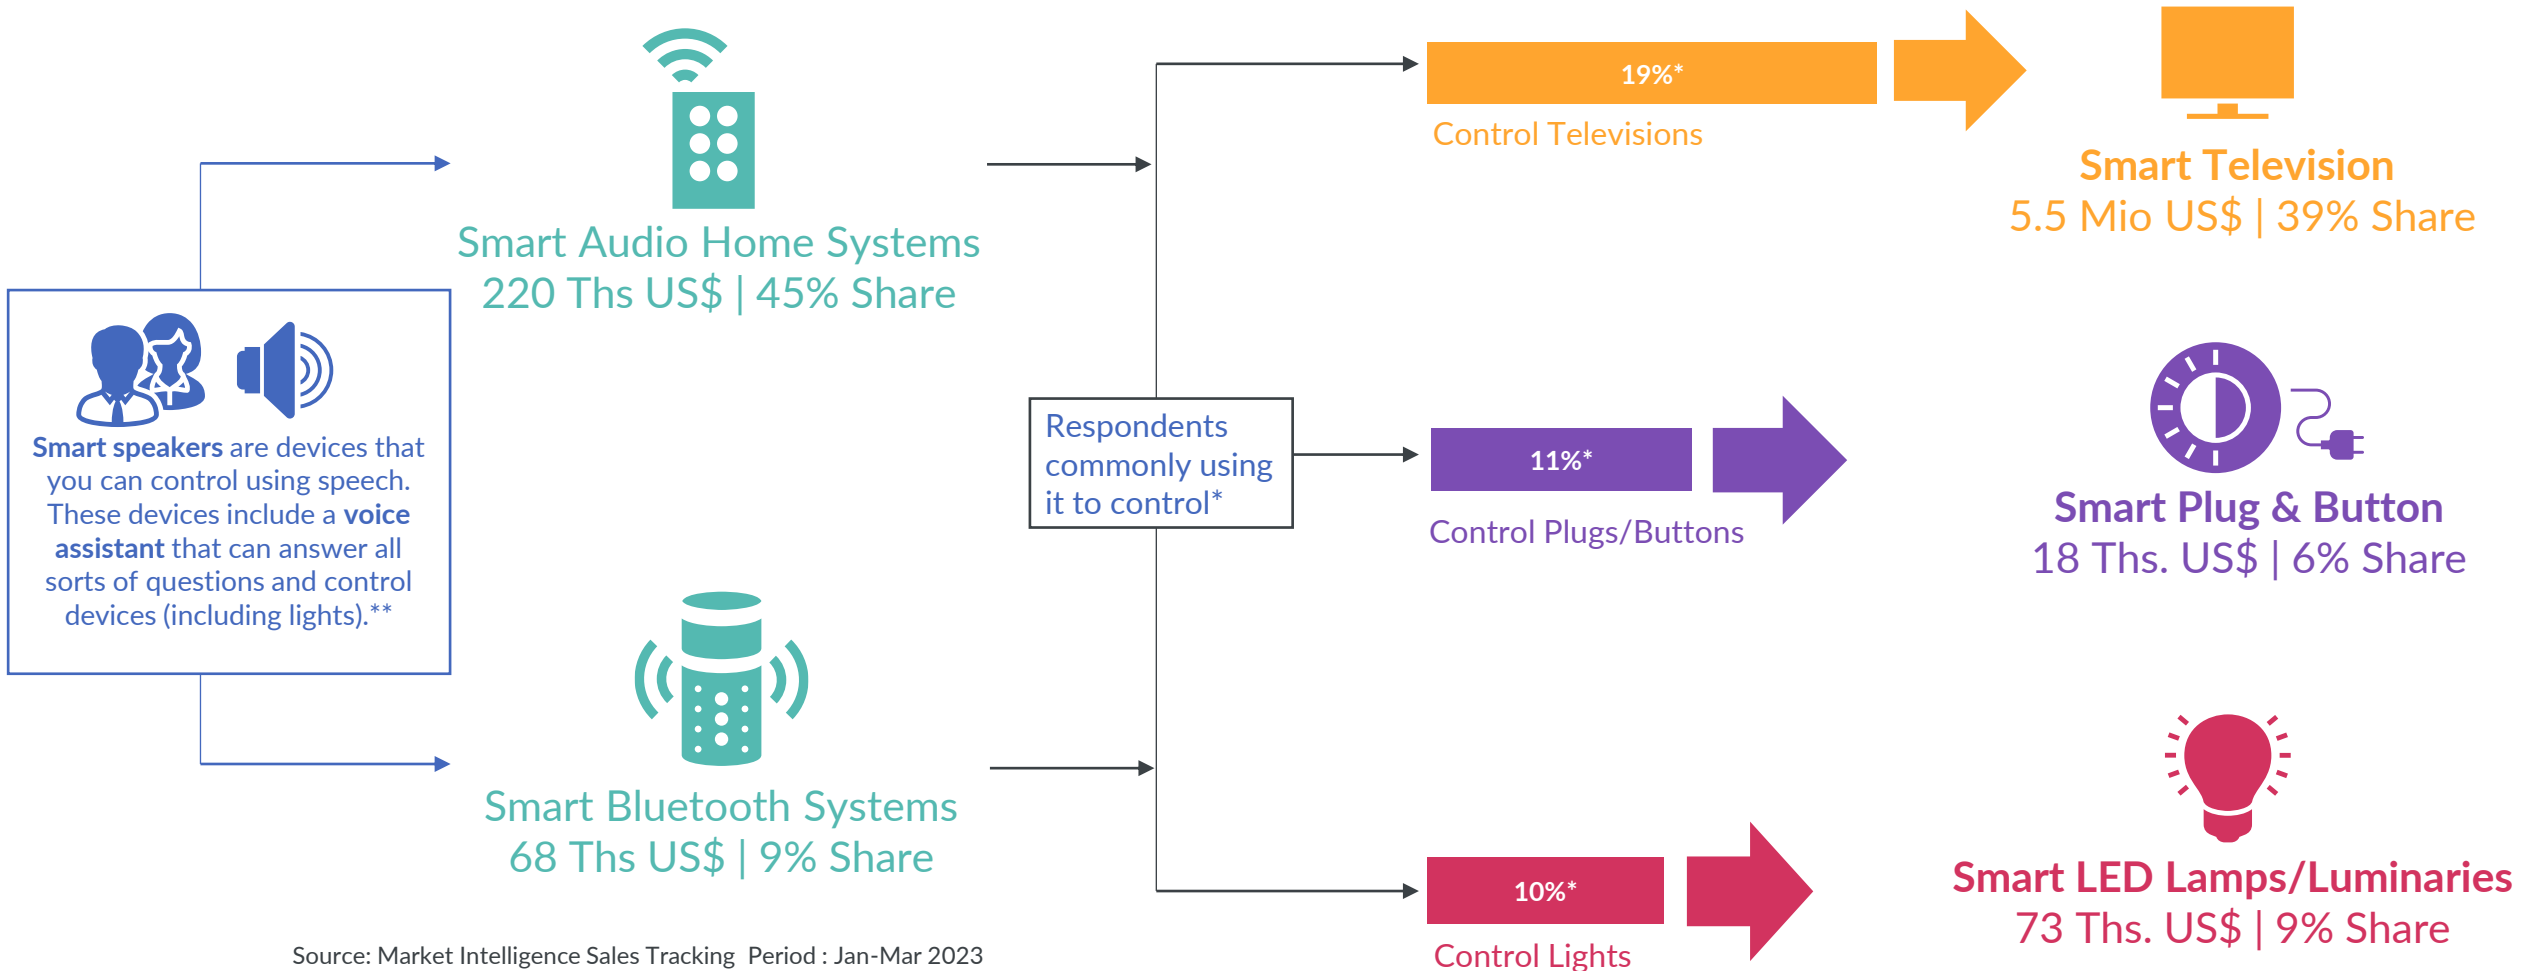 Smart speakers are devices that
you can control using speech.
These devices include a voice
assistant that can answer all
sorts of questions and control
devices (including lights).**
Smart Audio Home Systems
220 Ths US$ | 45% Share
Smart Bluetooth Systems
68 Ths US$ | 9% Share
Respondents
commonly using
it to control*
19%*
Control Televisions
Smart Television
5.5 Mio US$ | 39% Share
11%*
Control Plugs/Buttons
Smart Plug & Button
18 Ths. US$ | 6% Share
10%*
Control Lights
Smart LED Lamps/Luminaries
73 Ths. US$ | 9% Share
Source: Market Intelligence Sales Tracking Period : Jan-Mar 2023